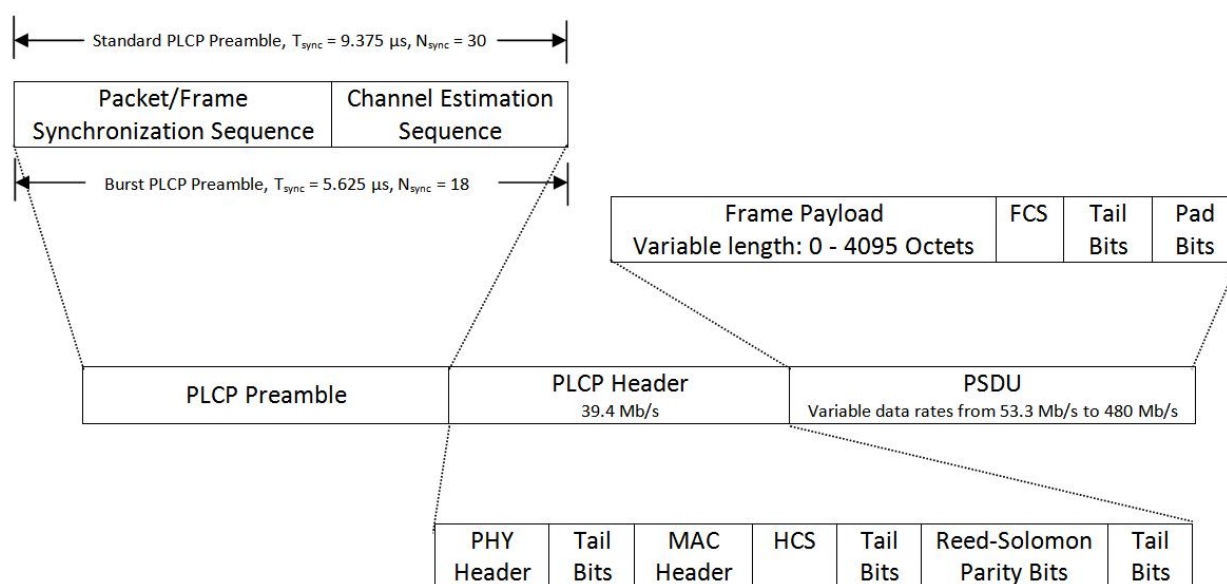 Standard PLCP Preamble, Tsync = 9.375 µs, Nsync = 30
Packet/Frame
Synchronization Sequence
Channel Estimation
Sequence
Burst PLCP Preamble, Tsync = 5.625 µs, Nsync = 18
Frame Payload
Variable length: 0 - 4095 Octets
FCS
Tail
Bits
Pad
Bits
PLCP Preamble
PLCP Header
39.4 Mb/s
PSDU
Variable data rates from 53.3 Mb/s to 480 Mb/s
PHY
Header
Tail
Bits
MAC
Header
HCS
Tail
Bits
Reed-Solomon
Parity Bits
Tail
Bits